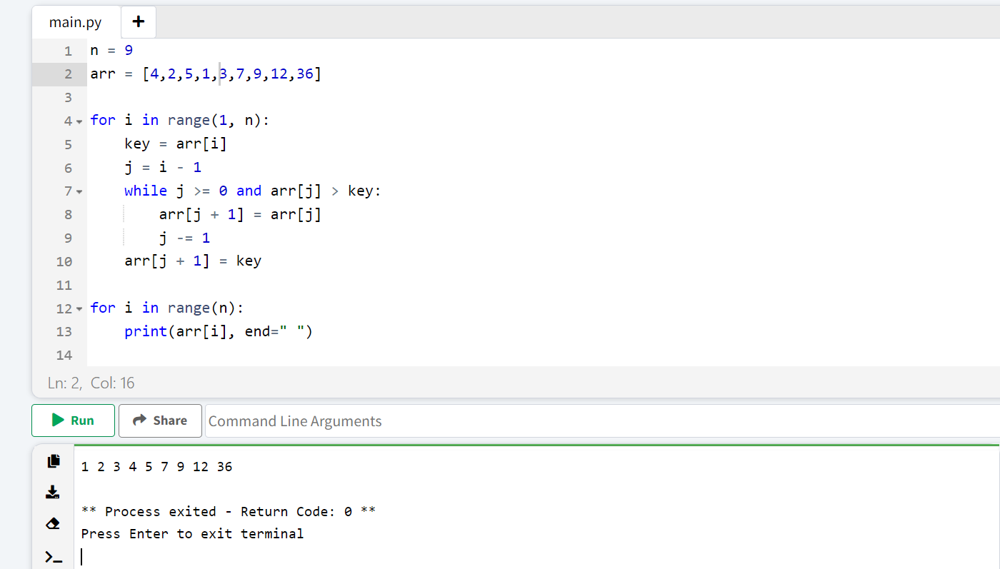 main.py +
1 n = 9
2 arr = [4,2,5,1,3,7,9,12,36]
3
4 for i in range(1, n):
5     key = arr[i]
6     j = i - 1
7     while j >= 0 and arr[j] > key:
8         arr[j + 1] = arr[j]
9         j -= 1
10     arr[j + 1] = key
11
12 for i in range(n):
13     print(arr[i], end=" ")
14
Ln: 2, Col: 16
Run Share Command Line Arguments
1 2 3 4 5 7 9 12 36
** Process exited - Return Code: 0 **
Press Enter to exit terminal